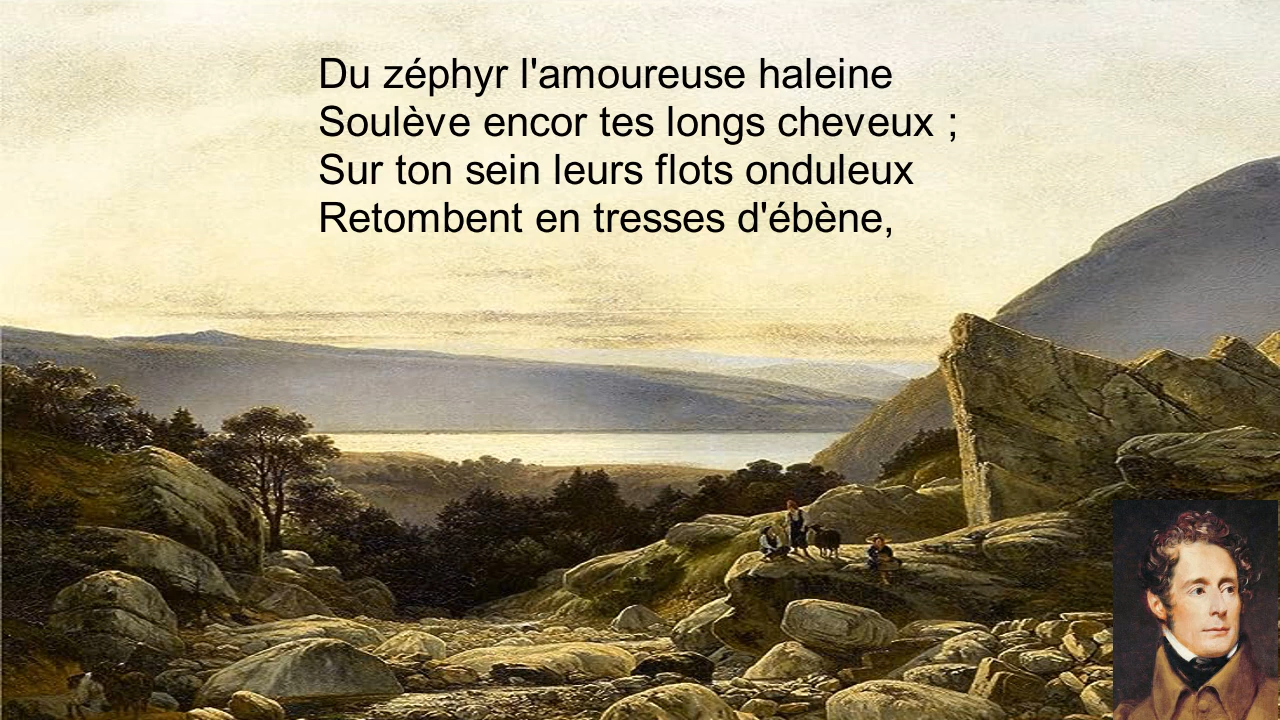 Du zéphyr l'amoureuse haleine
Soulève encor tes longs cheveux ;
Sur ton sein leurs flots onduleux
Retombent en tresses d'ébène,